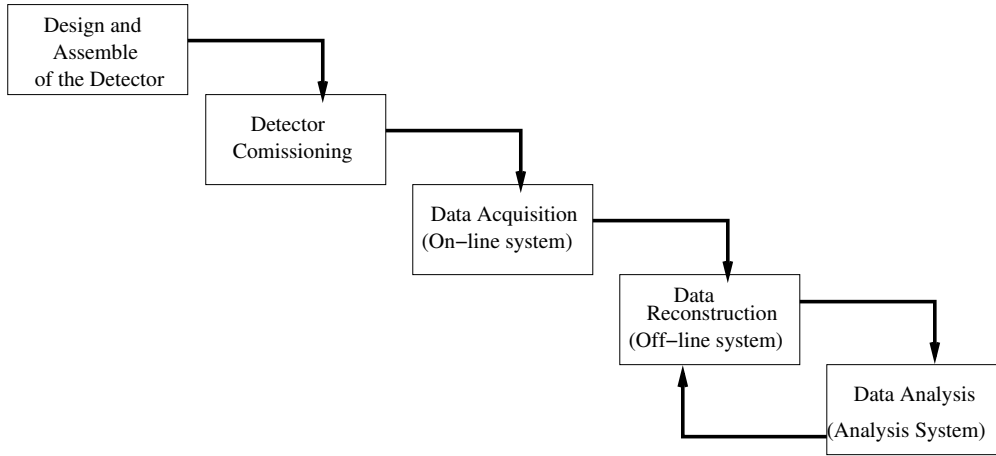 Design and
Assemble
of the Detector
Detector
Comissioning
Data Acquisition
(On−line system)
Data
Reconstruction
(Off−line system)
Data Analysis
(Analysis System)